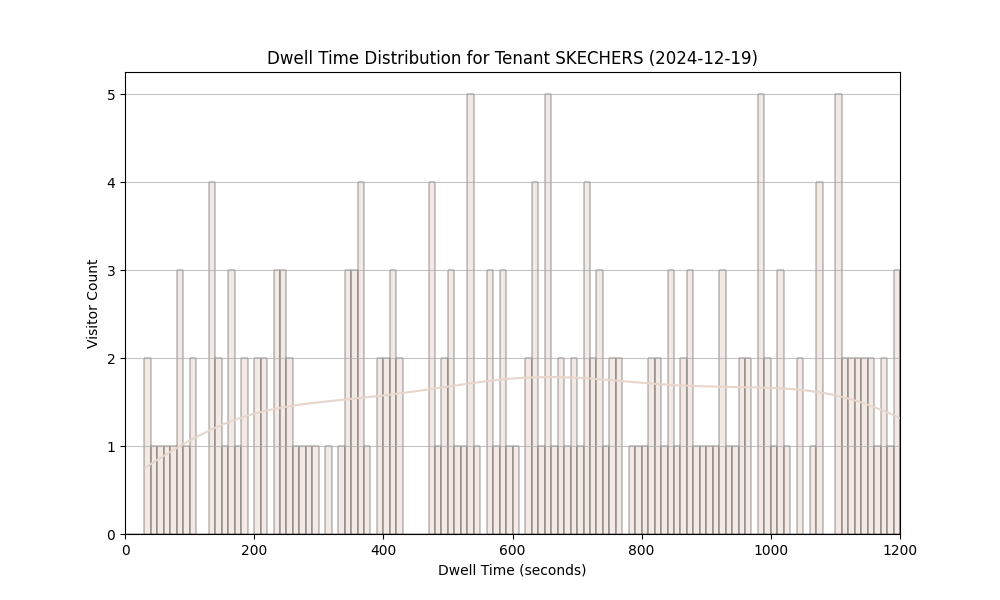 Dwell Time Distribution for Tenant SKECHERS (2024-12-19)
Visitor Count
5
4
3
2
1
0
0 200 400 600 800 1000 1200
Dwell Time (seconds)